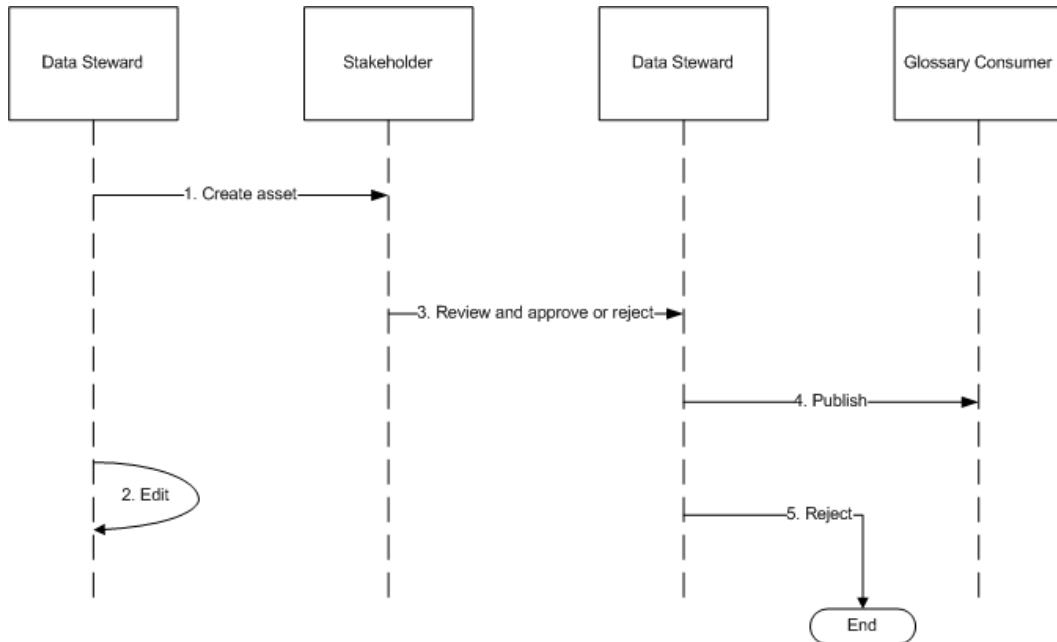 Data Steward
Stakeholder
Data Steward
Glossary Consumer
1. Create asset
3. Review and approve or reject
4. Publish
2. Edit
5. Reject
End